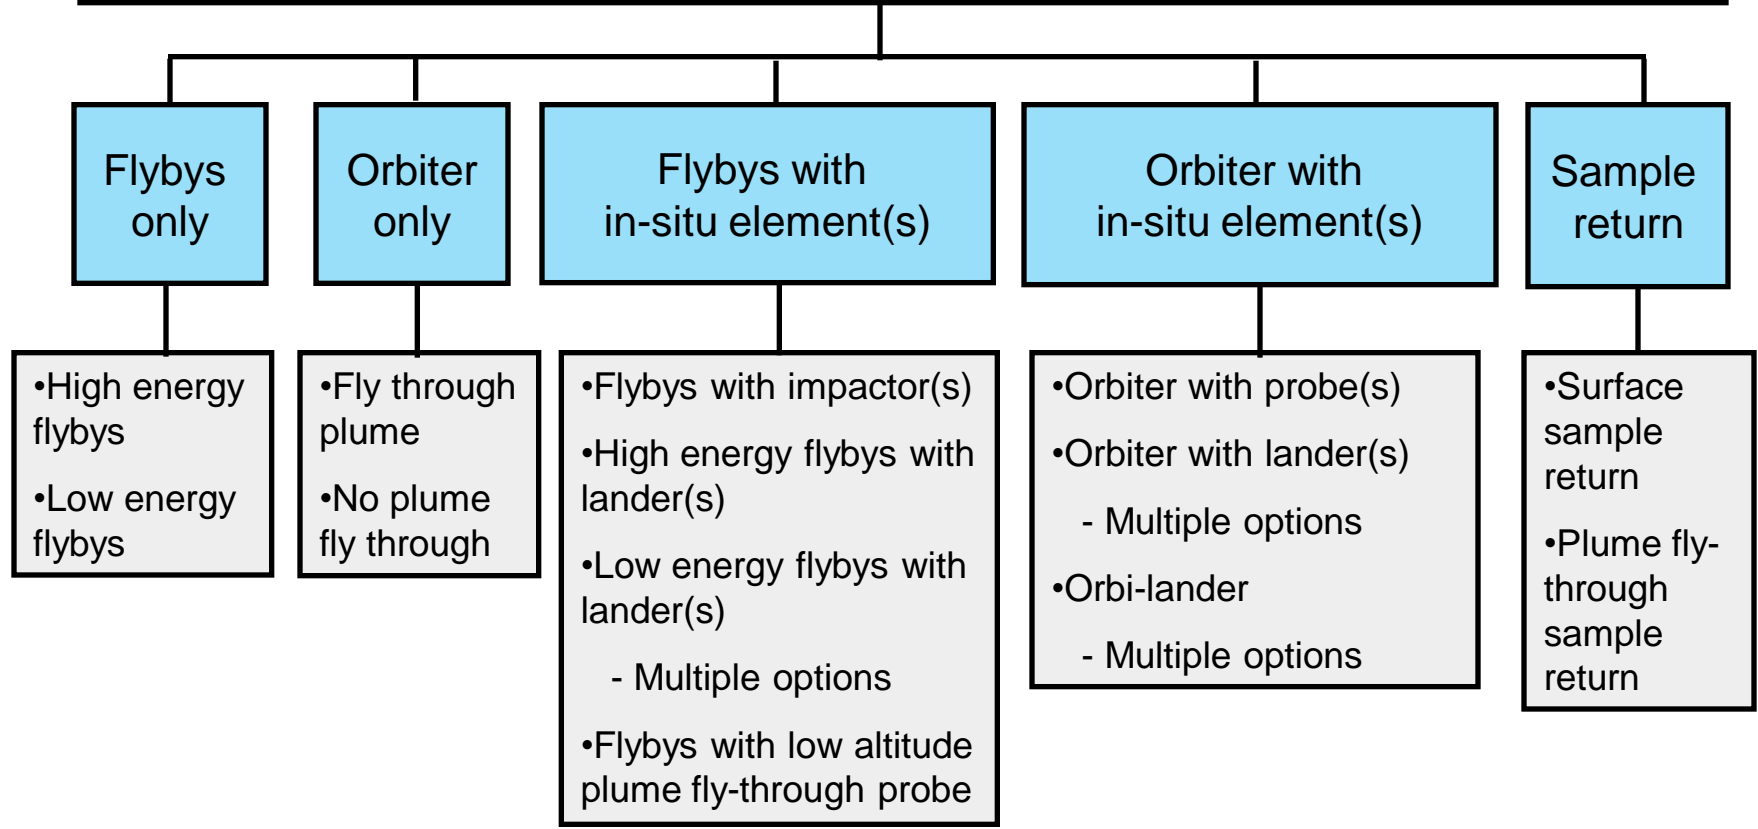 Flybys
only
Orbiter
only
Flybys with
in-situ element(s)
Orbiter with
in-situ element(s)
Sample
return
•High energy
flybys
•Low energy
flybys
•Fly through
plume
•No plume
fly through
•Flybys with impactor(s)
•High energy flybys with
lander(s)
•Low energy flybys with
lander(s)
- Multiple options
•Flybys with low altitude
plume fly-through probe
•Orbiter with probe(s)
•Orbiter with lander(s)
- Multiple options
•Orbi-lander
- Multiple options
•Surface
sample
return
•Plume fly-
through
sample
return